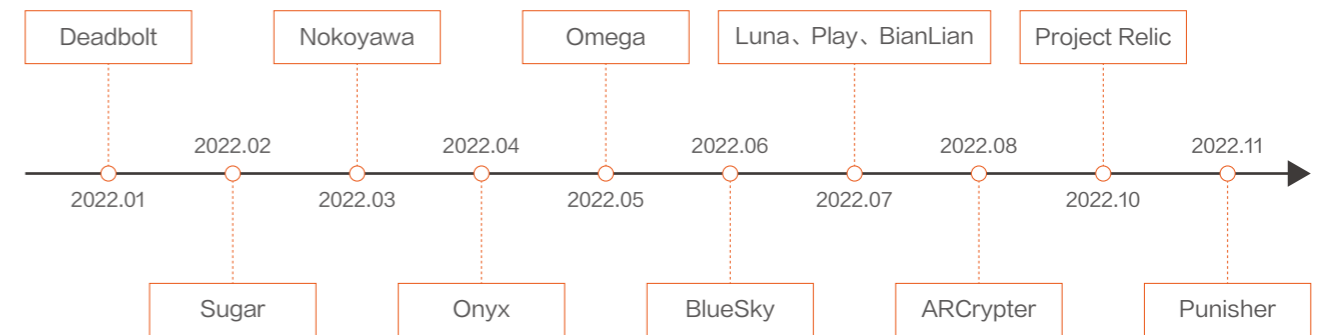 Deadbolt
Nokoyawa
Omega
Luna、Play、BianLian
Project Relic
2022.02
2022.04
2022.06
2022.08
2022.11
2022.01
2022.03
2022.05
2022.07
2022.10
Sugar
Onyx
BlueSky
ARCrypter
Punisher